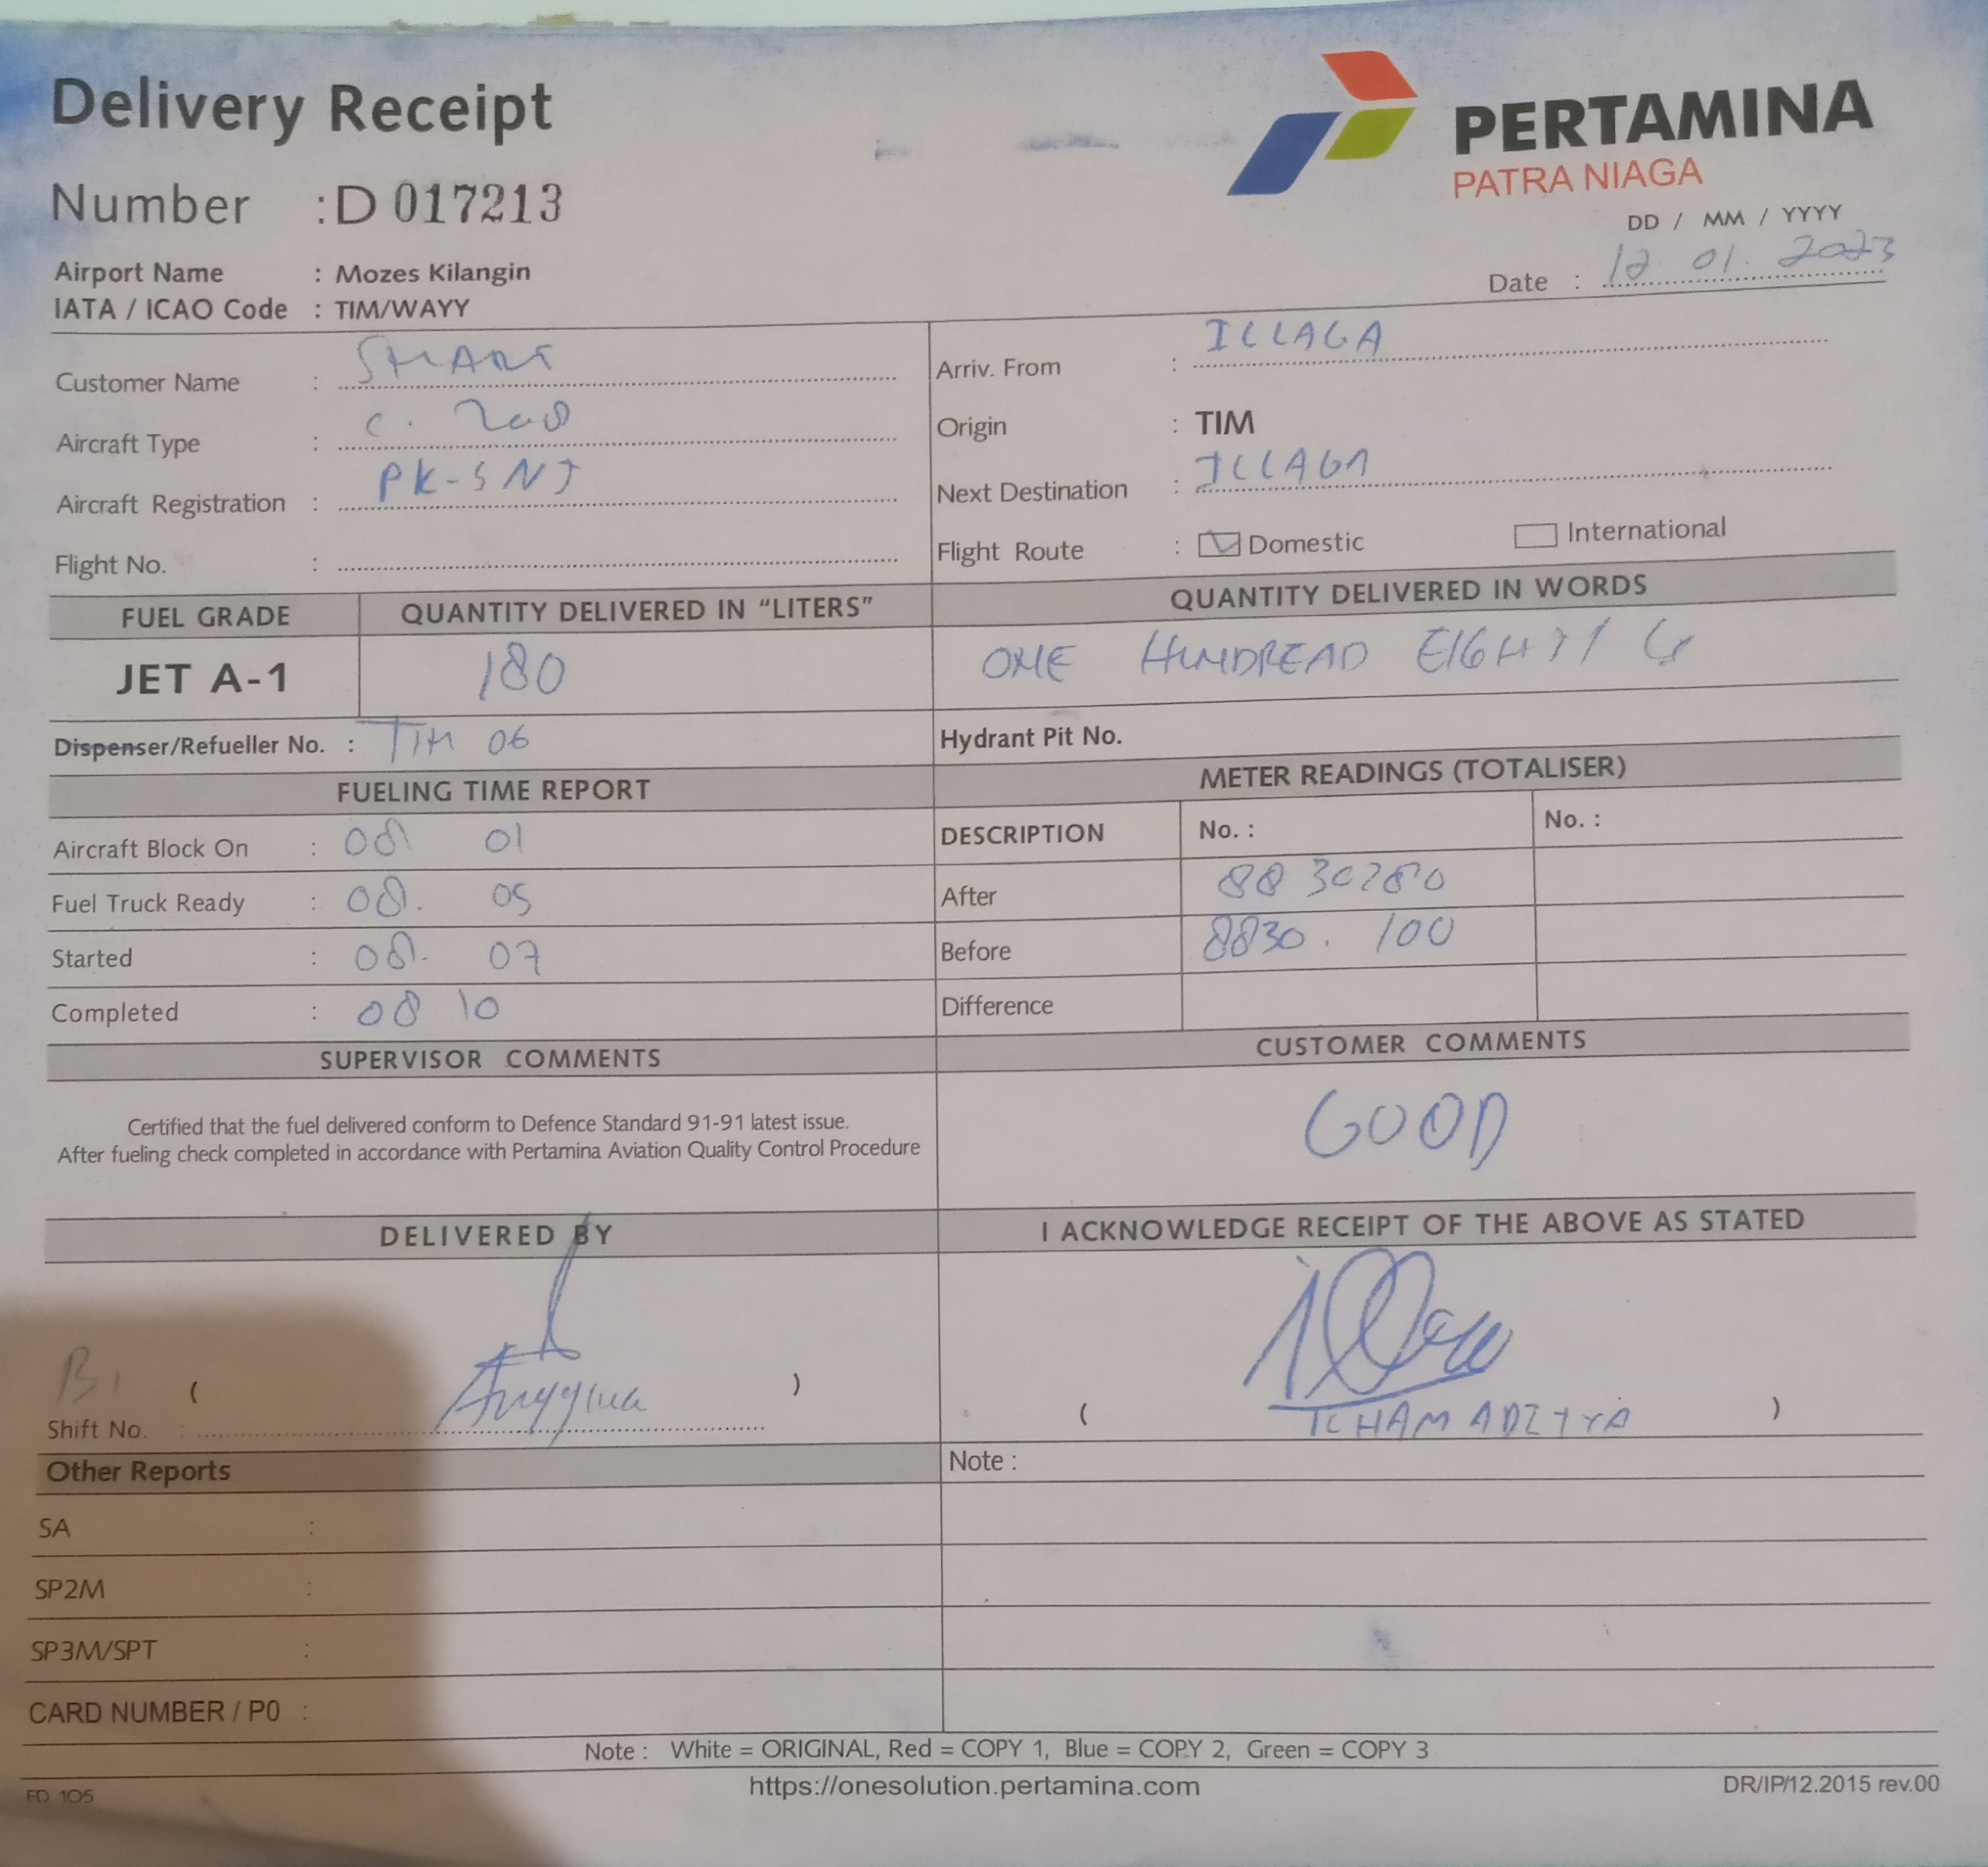 Delivery Receipt
PERTAMINA
PATRA NIAGA
Number : D 017213
DD / MM / YYYY
Airport Name : Mozes Kilangin
Date : 12 01. 2023
IATA / ICAO Code : TIM/WAYY
Customer Name : SMART
Arriv. From : ILLAGA
Aircraft Type : C. 208
Origin : TIM
Aircraft Registration : PK-SNJ
Next Destination : ILLAGA
Flight No. :
Flight Route : Domestic International
FUEL GRADE QUANTITY DELIVERED IN "LITERS" QUANTITY DELIVERED IN WORDS
JET A-1 180 ONE HUNDREAD EIGHTY
Dispenser/Refueller No. : TIM 06 Hydrant Pit No.
FUELING TIME REPORT METER READINGS (TOTALISER)
Aircraft Block On : 08 01 DESCRIPTION No. : No. :
Fuel Truck Ready : 08. 05 After 8830280
Started : 08. 07 Before 8830. 100
Completed : 08 10 Difference
SUPERVISOR COMMENTS CUSTOMER COMMENTS
Certified that the fuel delivered conform to Defence Standard 91-91 latest issue.
After fueling check completed in accordance with Pertamina Aviation Quality Control Procedure
GOOD
DELIVERED BY I ACKNOWLEDGE RECEIPT OF THE ABOVE AS STATED
B1 ( )
Shift No. : ( ICHAM ADITYA )
Other Reports Note :
SA :
SP2M :
SP3M/SPT :
CARD NUMBER / P0 :
Note : White = ORIGINAL, Red = COPY 1, Blue = COPY 2, Green = COPY 3
FD 105 https://onesolution.pertamina.com DR/IP/12.2015 rev.00